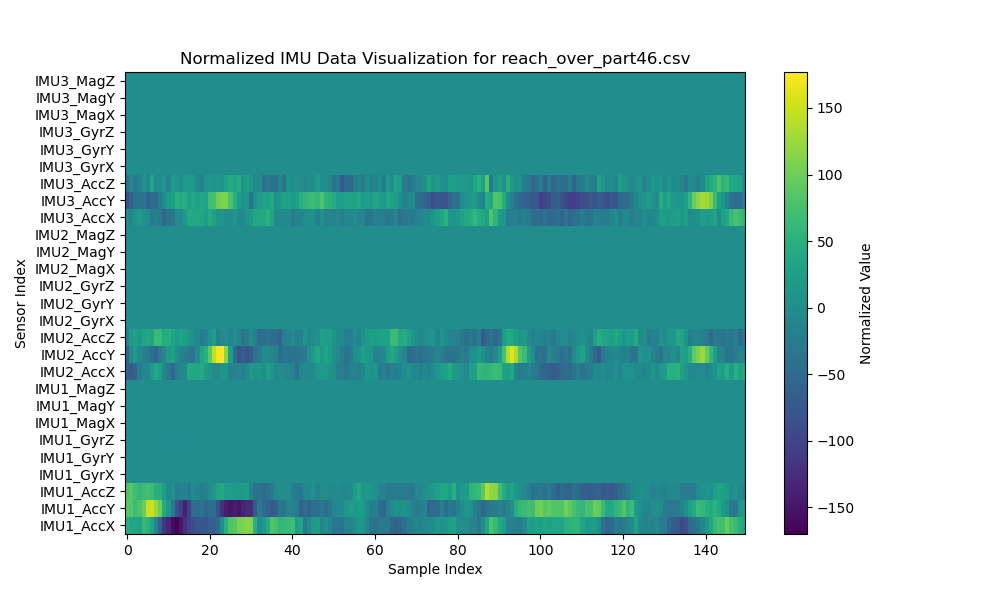 Normalized IMU Data Visualization for reach_over_part46.csv
Sensor Index
IMU3_MagZ
IMU3_MagY
IMU3_MagX
IMU3_GyrZ
IMU3_GyrY
IMU3_GyrX
IMU3_AccZ
IMU3_AccY
IMU3_AccX
IMU2_MagZ
IMU2_MagY
IMU2_MagX
IMU2_GyrZ
IMU2_GyrY
IMU2_GyrX
IMU2_AccZ
IMU2_AccY
IMU2_AccX
IMU1_MagZ
IMU1_MagY
IMU1_MagX
IMU1_GyrZ
IMU1_GyrY
IMU1_GyrX
IMU1_AccZ
IMU1_AccY
IMU1_AccX
0 20 40 60 80 100 120 140
Sample Index
150
100
50
0
−50
−100
−150
Normalized Value